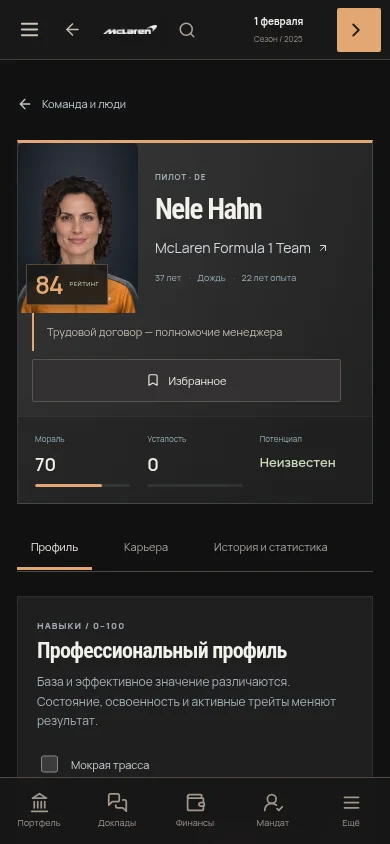 McLaren
1 февраля
Сезон / 2025
Команда и люди
ПИЛОТ · DE
Nele Hahn
McLaren Formula 1 Team ↗
37 лет · Дождь · 22 лет опыта
84 РЕЙТИНГ
Трудовой договор — полномочие менеджера
Избранное
Мораль
70
Усталость
0
Потенциал
Неизвестен
Профиль
Карьера
История и статистика
НАВЫКИ / 0–100
Профессиональный профиль
База и эффективное значение различаются.
Состояние, освоенность и активные трейты меняют
результат.
Мокрая трасса
Портфель
Доклады
Финансы
Мандат
Ещё